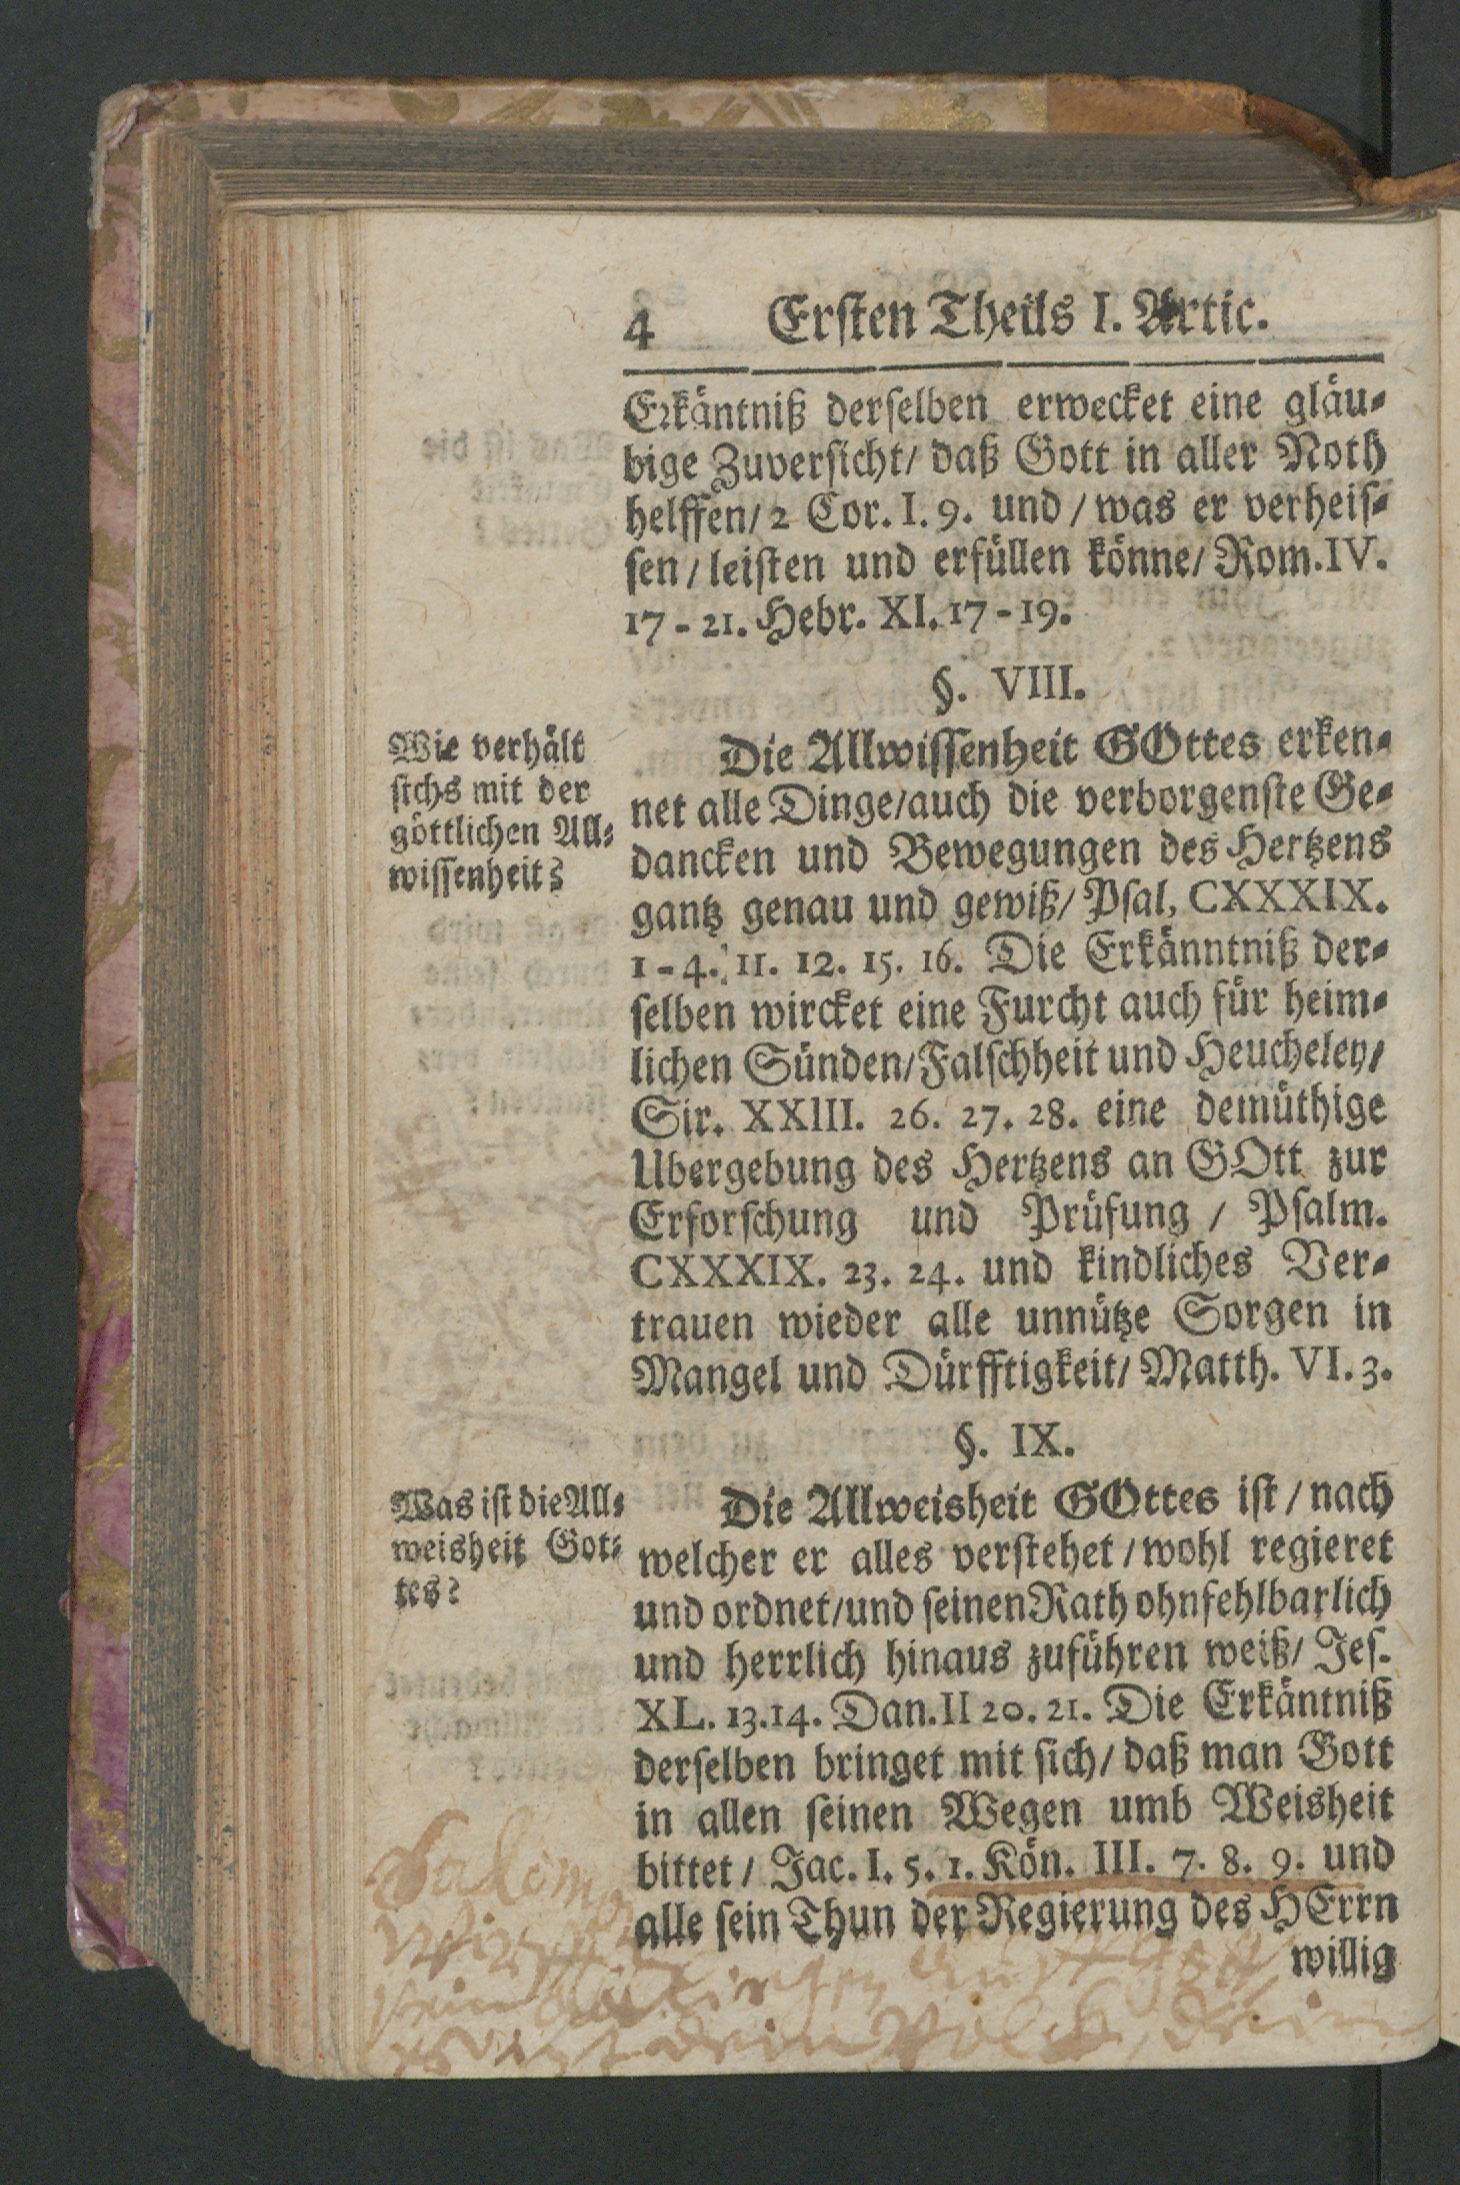 4 Ersten Theils I. Artic.
Erkäntniß derselben erwecket eine gläu-
bige Zuversicht/ daß Gott in aller Noth
helffen/ 2 Cor. I. 9. und / was er verheis-
sen / leisten und erfüllen könne/ Rom. IV.
17 - 21. Hebr. XI. 17 - 19.
§. VIII.
Wie verhält
sichs mit der
göttlichen All-
wissenheit?
Die Allwissenheit GOttes erken-
net alle Dinge/auch die verborgenste Ge-
dancken und Bewegungen des Hertzens
gantz genau und gewiß/ Psal, CXXXIX.
1 - 4. 11. 12. 15. 16. Die Erkänntniß der-
selben wircket eine Furcht auch für heim-
lichen Sünden/Falschheit und Heucheley/
Sir. XXIII. 26. 27. 28. eine demüthige
Ubergebung des Hertzens an GOtt zur
Erforschung und Prüfung / Psalm.
CXXXIX. 23. 24. und kindliches Ver-
trauen wieder alle unnütze Sorgen in
Mangel und Dürfftigkeit/ Matth. VI. 3.
§. IX.
Was ist die All-
weisheit Got-
tes?
Die Allweisheit GOttes ist / nach
welcher er alles verstehet / wohl regieret
und ordnet/und seinen Rath ohnfehlbarlich
und herrlich hinaus zuführen weiß/ Jes.
XL. 13.14. Dan. II 20. 21. Die Erkäntniß
derselben bringet mit sich/ daß man Gott
in allen seinen Wegen umb Weisheit
bittet / Jac. I. 5. 1. Kön. III. 7. 8. 9. und
alle sein Thun der Regierung des HErrn
willig